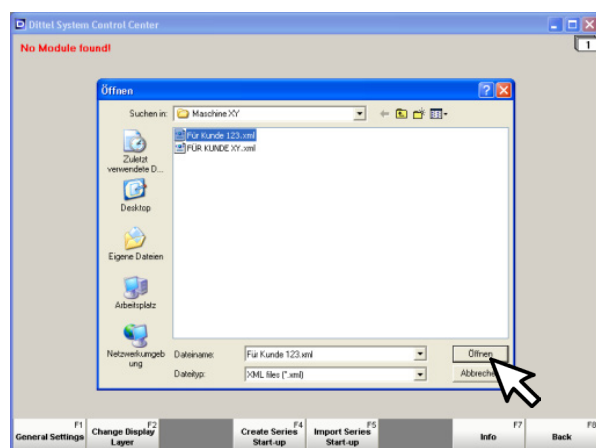 Dittel System Control Center
No Module found!
1
Öffnen
Suchen in:
Maschine XY
Für Kunde 123.xml
FÜR KUNDE XY.xml
Zuletzt
verwendete D...
Desktop
Eigene Dateien
Arbeitsplatz
Netzwerkumgeb
ung
Dateiname:
Für Kunde 123.xml
Öffnen
Dateityp:
XML files (*.xml)
Abbrechen
F1
General Settings
F2
Change Display
Layer
F4
Create Series
Start-up
F5
Import Series
Start-up
F7
Info
F8
Back